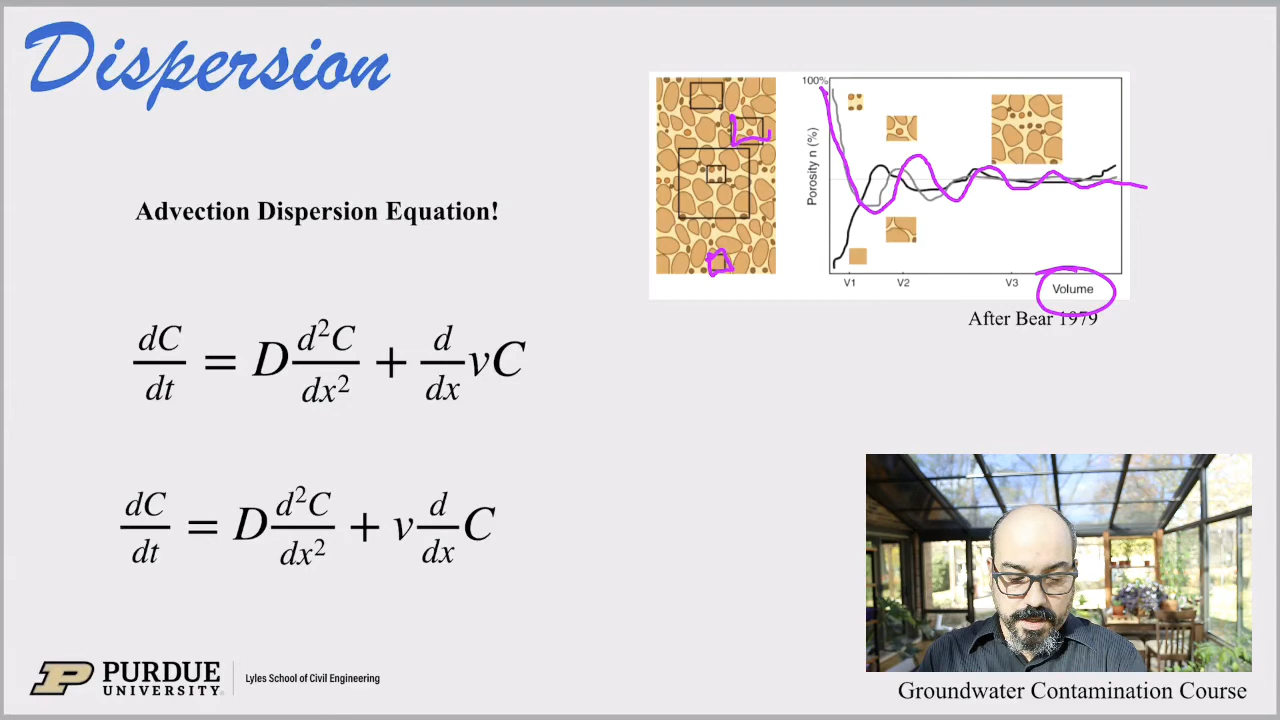 Dispersion
Advection Dispersion Equation!
dC/dt = D d²C/dx² + d/dx vC
dC/dt = D d²C/dx² + v d/dx C
100%
Porosity n (%)
V1 V2 V3 Volume
After Bear 1979
P PURDUE UNIVERSITY
Lyles School of Civil Engineering
Groundwater Contamination Course